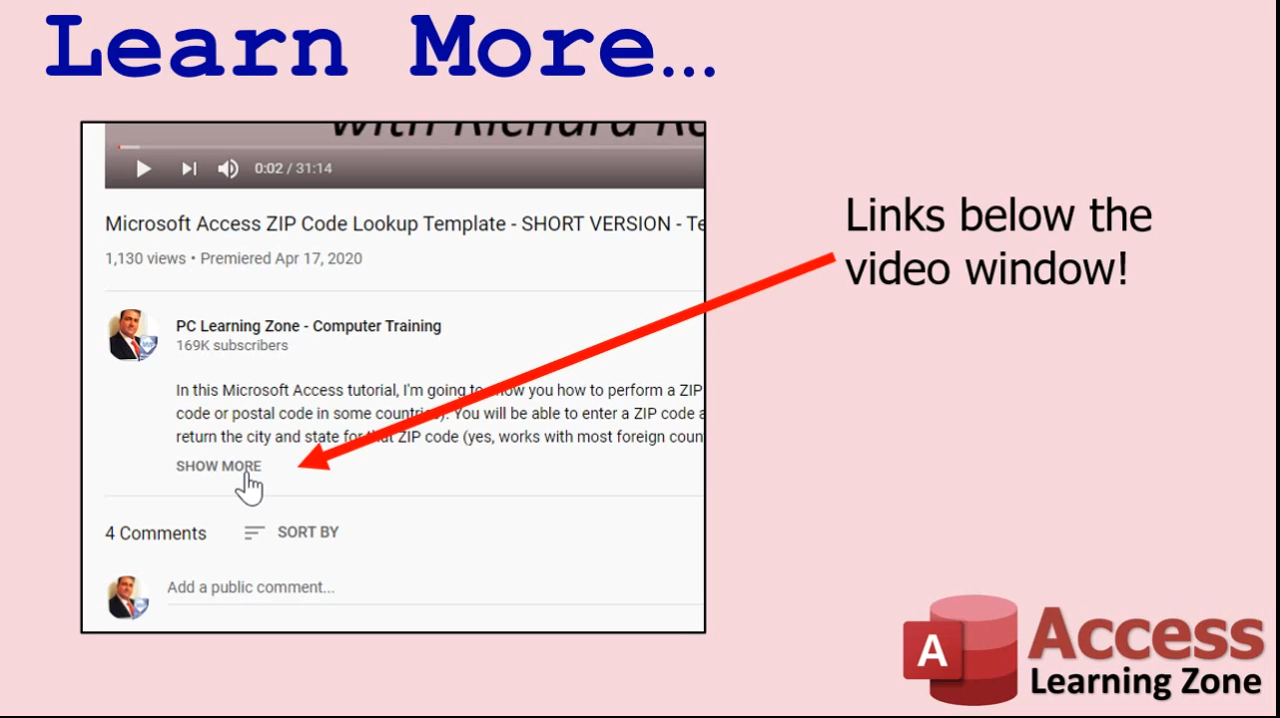 Learn More...
with Richard
0:02 / 31:14
Microsoft Access ZIP Code Lookup Template - SHORT VERSION - Te
1,130 views • Premiered Apr 17, 2020
PC Learning Zone - Computer Training
169K subscribers
In this Microsoft Access tutorial, I'm going to show you how to perform a ZIP
code or postal code in some countries). You will be able to enter a ZIP code a
return the city and state for that ZIP code (yes, works with most foreign coun
SHOW MORE
4 Comments SORT BY
Add a public comment...
Links below the
video window!
A
Access
Learning Zone